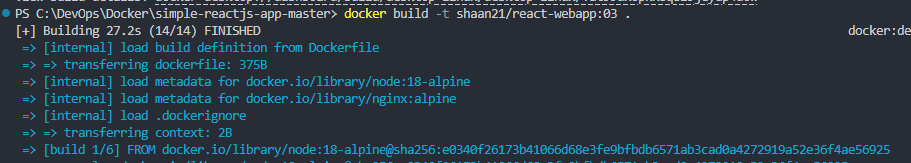 PS C:\DevOps\Docker\simple-reactjs-app-master> docker build -t shaan21/react-webapp:03 .
[+] Building 27.2s (14/14) FINISHED docker:de
=> [internal] load build definition from Dockerfile
=> => transferring dockerfile: 375B
=> [internal] load metadata for docker.io/library/node:18-alpine
=> [internal] load metadata for docker.io/library/nginx:alpine
=> [internal] load .dockerignore
=> => transferring context: 2B
=> [build 1/6] FROM docker.io/library/node:18-alpine@sha256:e0340f26173b41066d68e3fe9bfbdb6571ab3cad0a4272919a52e36f4ae56925